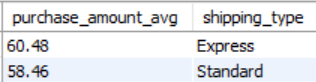 purchase_amount_avg shipping_type
60.48 Express
58.46 Standard